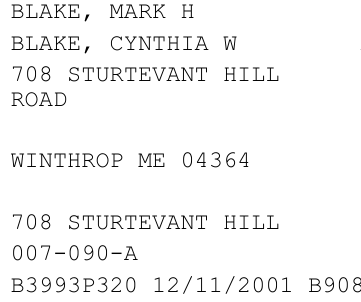 BLAKE, MARK H
BLAKE, CYNTHIA W
708 STURTEVANT HILL
ROAD
WINTHROP ME 04364
708 STURTEVANT HILL
007-090-A
B3993P320 12/11/2001 B908